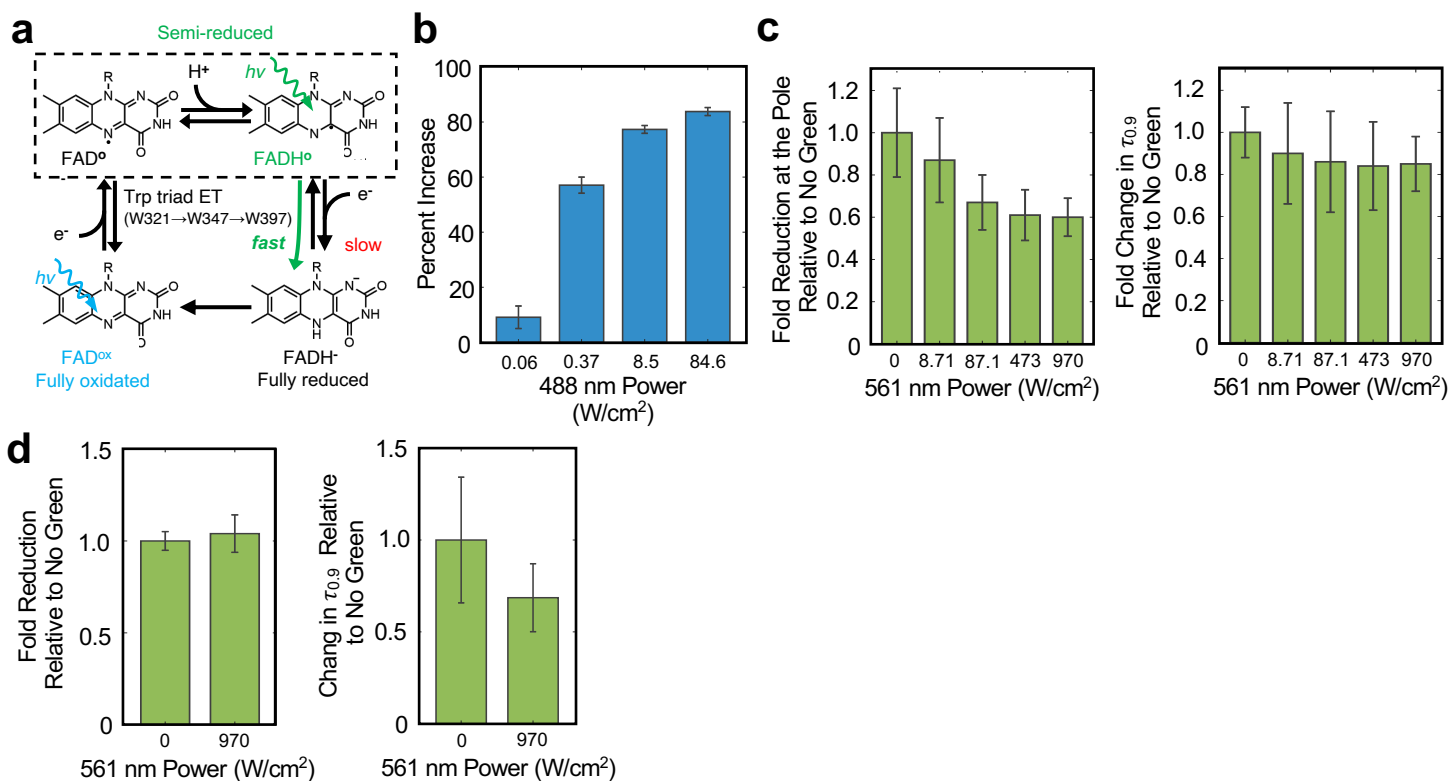 a
Semi-reduced
H⁺
hν
FADº
FADHº
Trp triad ET
(W321→W347→W397)
e⁻
e⁻
fast
slow
hν
FADᵒˣ
Fully oxidated
FADH⁻
Fully reduced
R
N
N
O
NH
N
O
R
N
N
O
NH
N
O
R
N
N
O
NH
N
O
R
N
N
O
NH
N
H
O
b
Percent Increase
100
80
60
40
20
10
0
0.06 0.37 8.5 84.6
488 nm Power
(W/cm²)
c
Fold Reduction at the Pole
Relative to No Green
1.2
1.0
0.8
0.6
0.4
0.2
0
0 8.71 87.1 473 970
561 nm Power (W/cm²)
Fold Change in τ0.9
Relative to No Green
1.2
1.0
0.8
0.6
0.4
0.2
0
0 8.71 87.1 473 970
561 nm Power (W/cm²)
d
Fold Reduction
Relative to No Green
1.5
1.0
0.5
0
0 970
561 nm Power (W/cm²)
Chang in τ0.9 Relative
to No Green
1.5
1.0
0.5
0
0 970
561 nm Power (W/cm²)